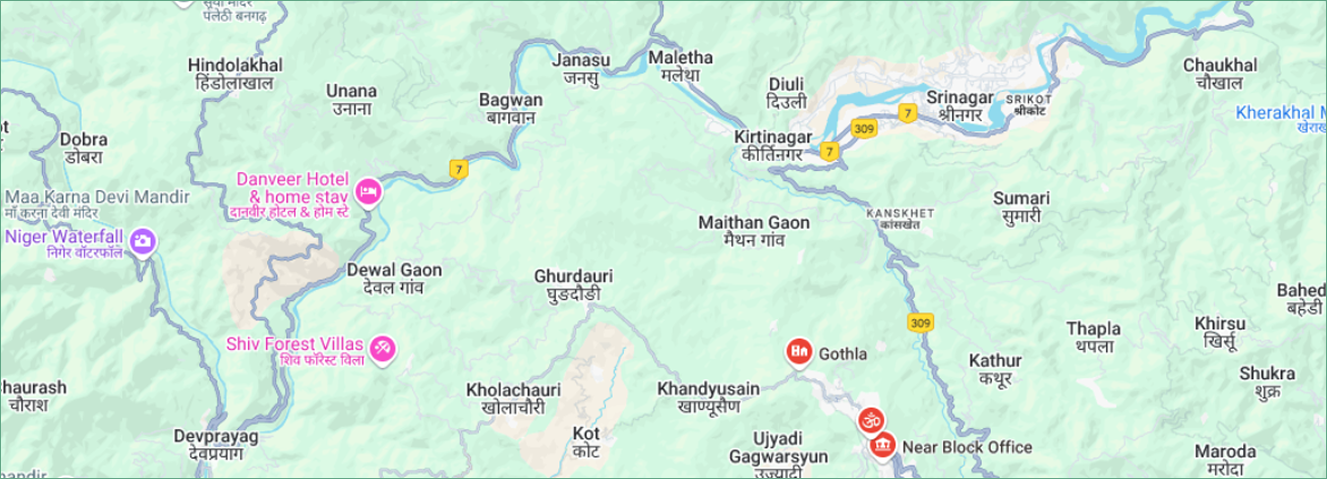 सूर्या मंदिर
पलेठी बनगढ़
Hindolakhal
हिंडोलाखाल
Unana
उनाना
Janasu
जनसु
Maletha
मलेथा
Bagwan
बागवान
Diuli
दिउली
Srinagar
श्रीनगर
SRIKOT
श्रीकोट
Chaukhal
चौखाल
Kherakhal M
खेराख
7
309
7
7
Kirtinagar
कीर्तिनगर
Dobra
डोबरा
Maa Karna Devi Mandir
माँ करना देवी मंदिर
Danveer Hotel
& home stay
दानवीर होटल & होम स्टे
Niger Waterfall
निगेर वॉटरफॉल
Sumari
सुमारी
KANSKHET
कांसखेत
Maithan Gaon
मैथन गांव
Dewal Gaon
देवल गांव
Ghurdauri
घुड़दौड़ी
Bahed
बहेडी
309
Khirsu
खिर्सू
Thapla
थपला
Shiv Forest Villas
शिव फॉरेस्ट विला
Gothla
Kathur
कथूर
Shukra
शुक्र
haurash
चौराश
Kholachauri
खोलाचौरी
Khandyusain
खाण्यूसैण
Devprayag
देवप्रयाग
Kot
कोट
Ujyadi
Gagwarsyun
उज्यादी
Near Block Office
Maroda
मरोदा
andir